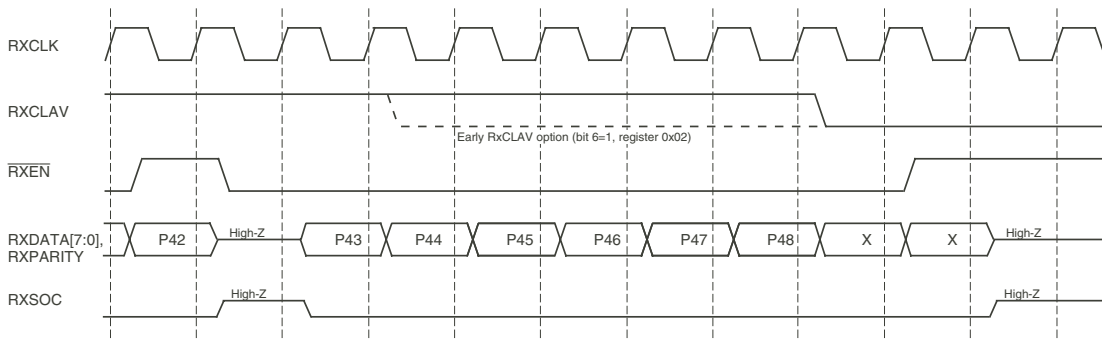 RXCLK
RXCLAV
Early RxCLAV option (bit 6=1, register 0x02)
RXEN
RXDATA[7:0],
RXPARITY
P42
High-Z
P43
P44
P45
P46
P47
P48
X
X
High-Z
RXSOC
High-Z
High-Z